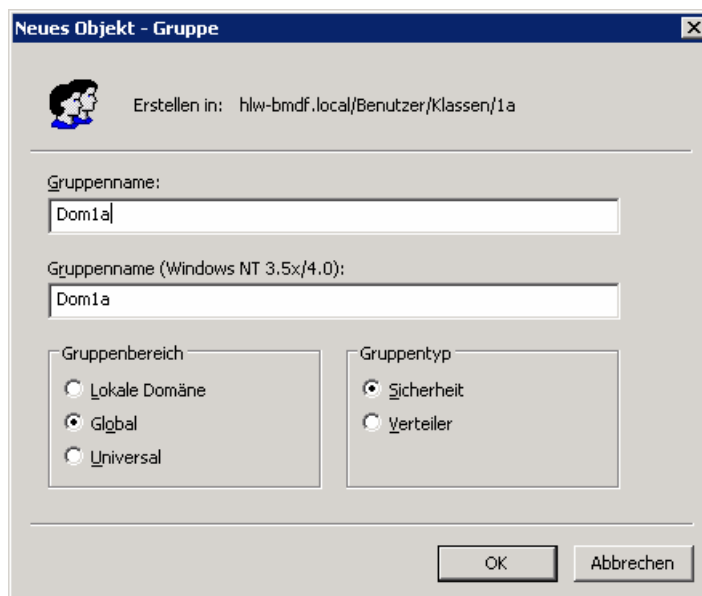 Neues Objekt - Gruppe
Erstellen in: hlw-bmdf.local/Benutzer/Klassen/1a
Gruppenname:
Dom1a
Gruppenname (Windows NT 3.5x/4.0):
Dom1a
Gruppenbereich
Lokale Domäne
Global
Universal
Gruppentyp
Sicherheit
Verteiler
OK
Abbrechen